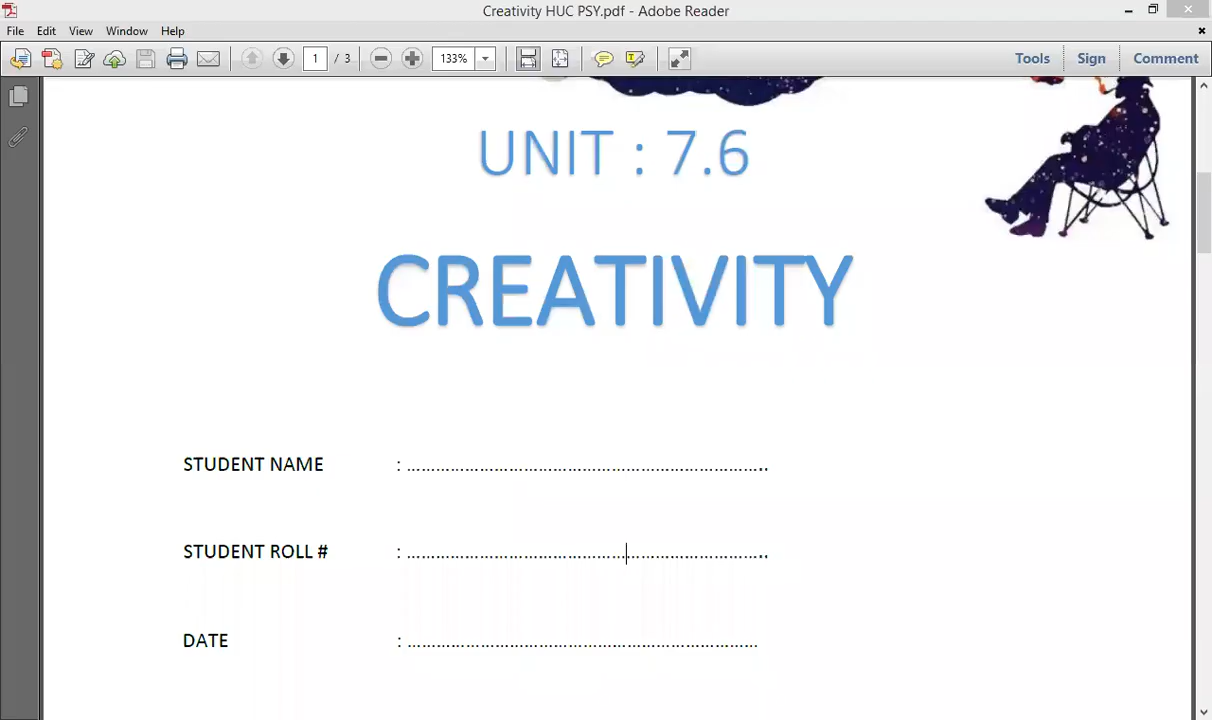 Creativity HUC PSY.pdf - Adobe Reader
File Edit View Window Help
1 / 3 133% Tools Sign Comment
UNIT : 7.6
CREATIVITY
STUDENT NAME : ………………………………………………………………..
STUDENT ROLL # : ………………………………………………………………..
DATE : ………………………………………………………………